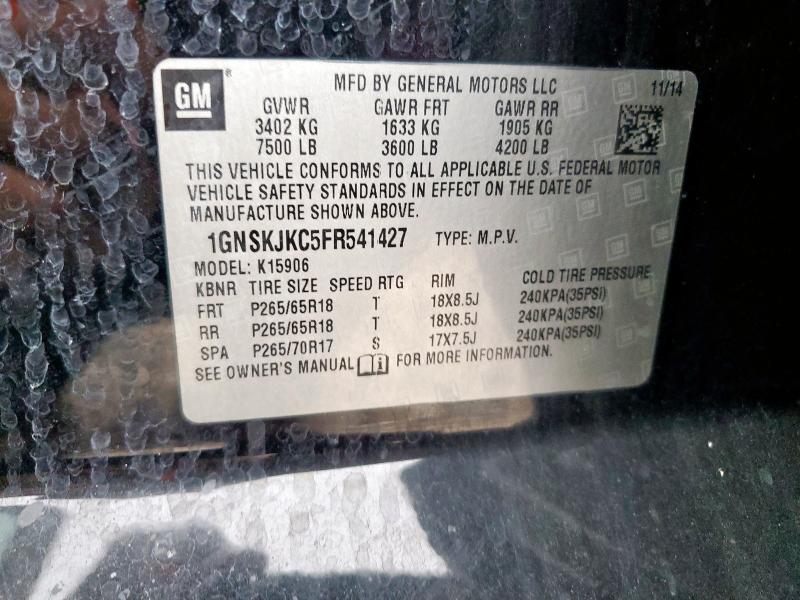 GM®
MFD BY GENERAL MOTORS LLC 11/14
GVWR GAWR FRT GAWR RR
3402 KG 1633 KG 1905 KG
7500 LB 3600 LB 4200 LB
THIS VEHICLE CONFORMS TO ALL APPLICABLE U.S. FEDERAL MOTOR
VEHICLE SAFETY STANDARDS IN EFFECT ON THE DATE OF
MANUFACTURE SHOWN ABOVE.
1GNSKJKC5FR541427 TYPE: M.P.V.
MODEL: K15906
KBNR TIRE SIZE SPEED RTG RIM COLD TIRE PRESSURE
FRT P265/65R18 T 18X8.5J 240KPA(35PSI)
RR P265/65R18 T 18X8.5J 240KPA(35PSI)
SPA P265/70R17 S 17X7.5J 240KPA(35PSI)
SEE OWNER'S MANUAL FOR MORE INFORMATION.